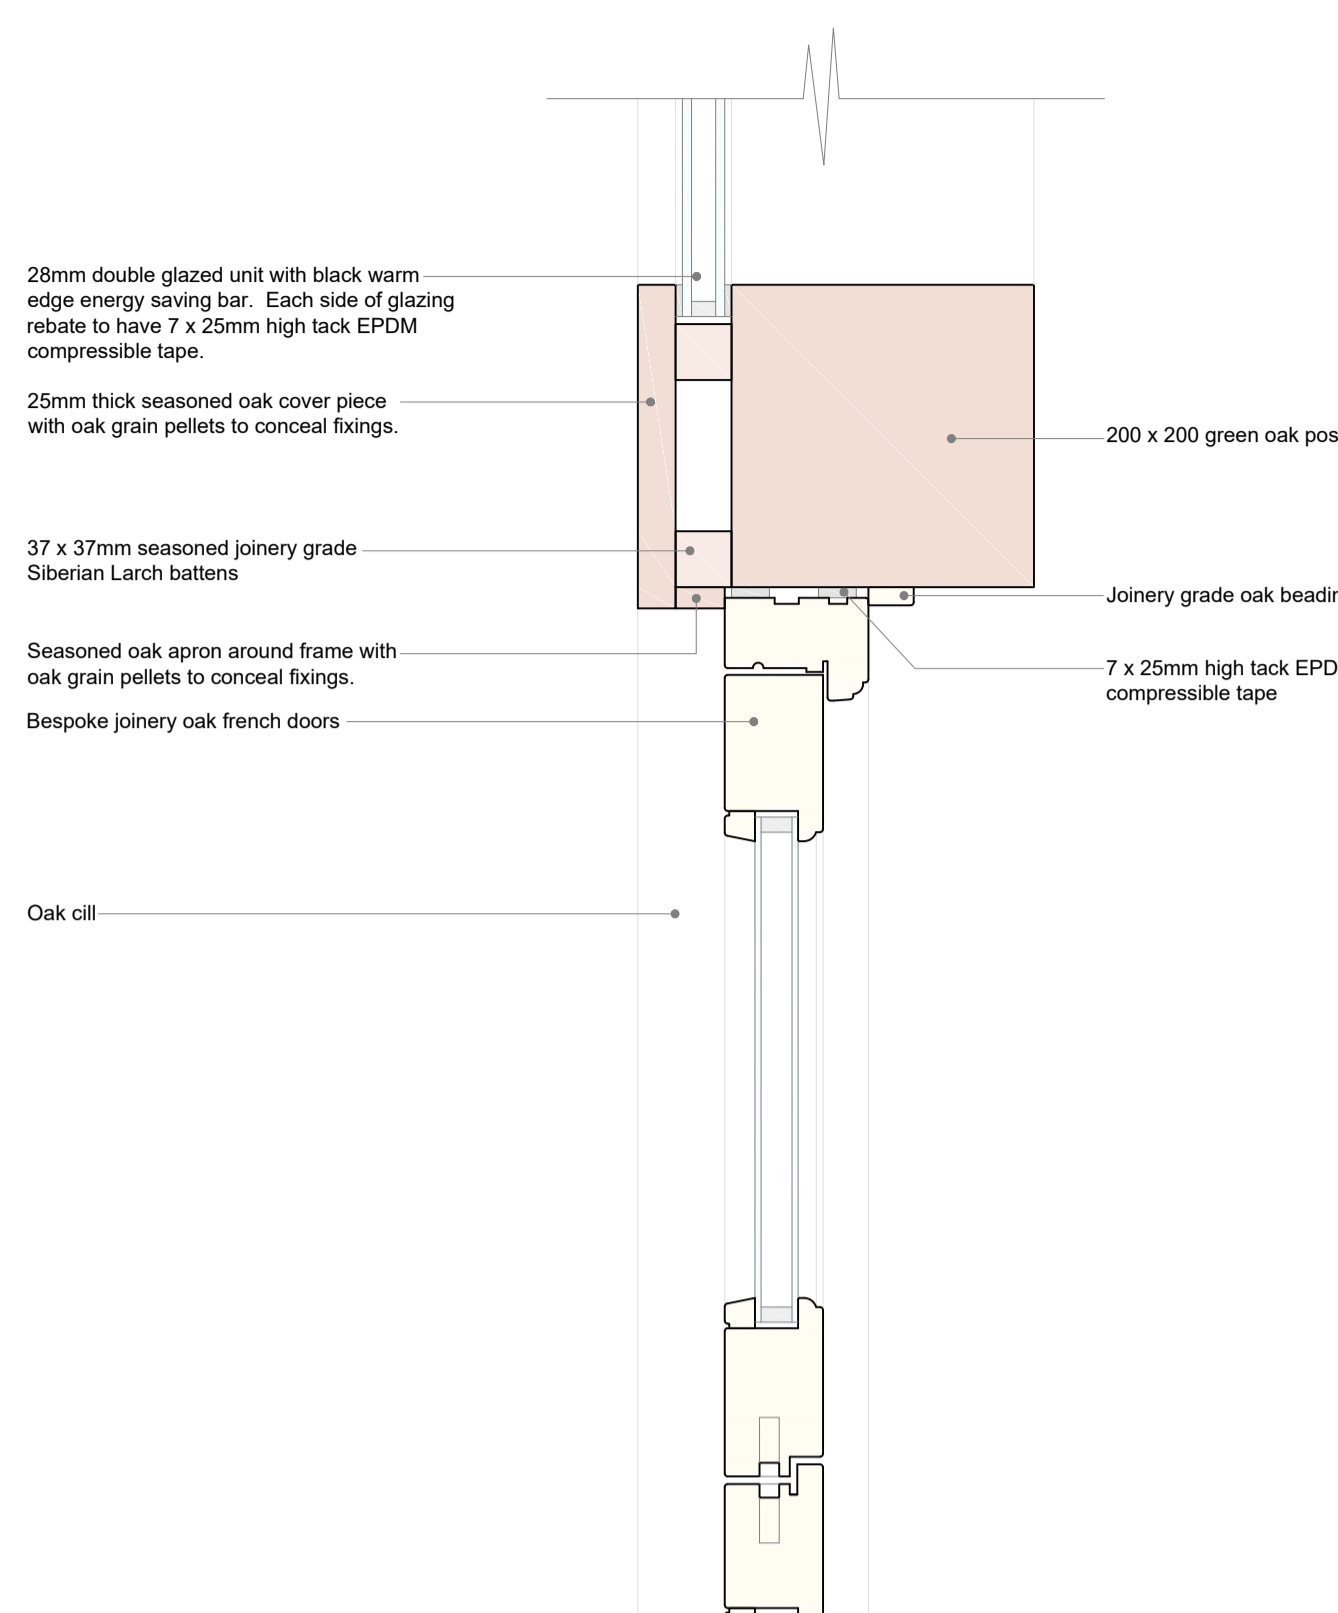 28mm double glazed unit with black warm
edge energy saving bar.  Each side of glazing
rebate to have 7 x 25mm high tack EPDM
compressible tape.
25mm thick seasoned oak cover piece
with oak grain pellets to conceal fixings.
200 x 200 green oak pos
37 x 37mm seasoned joinery grade
Siberian Larch battens
Joinery grade oak beadin
Seasoned oak apron around frame with
oak grain pellets to conceal fixings.
7 x 25mm high tack EPD
compressible tape
Bespoke joinery oak french doors
Oak cill